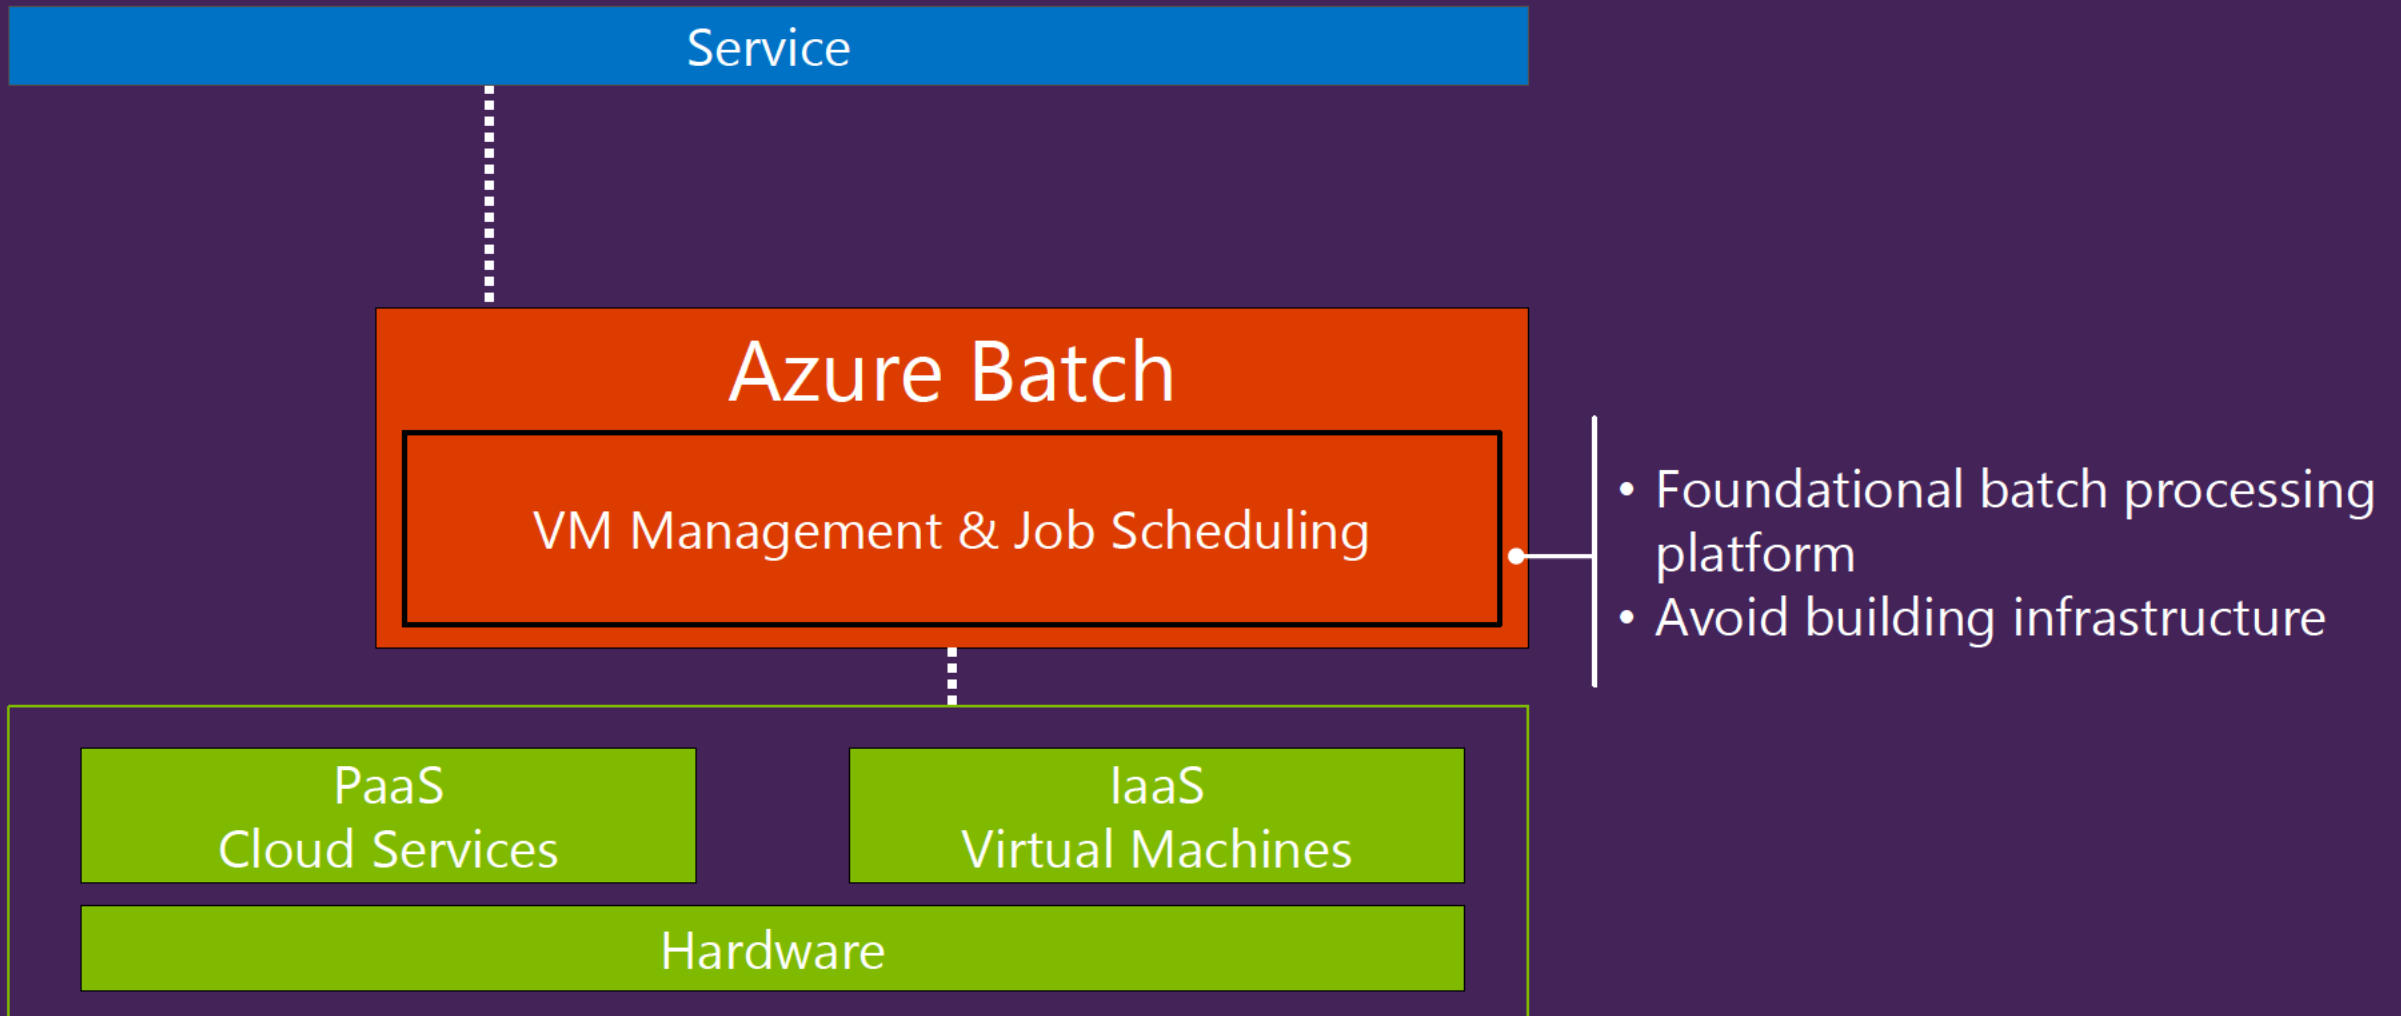 Service
Azure Batch
VM Management & Job Scheduling
• Foundational batch processing
platform
• Avoid building infrastructure
PaaS
Cloud Services
IaaS
Virtual Machines
Hardware